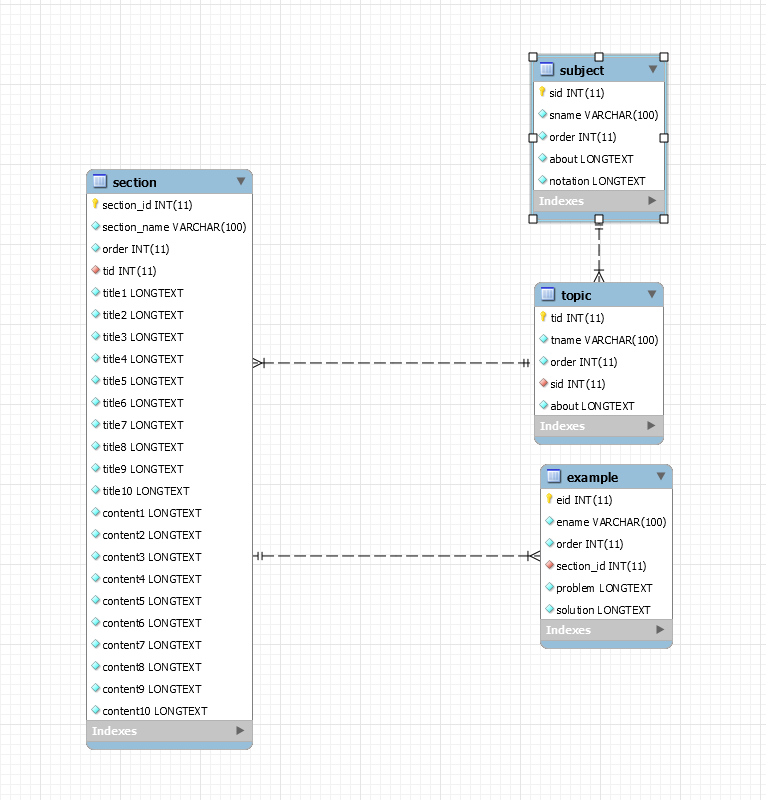 subject
sid INT(11)
sname VARCHAR(100)
order INT(11)
about LONGTEXT
notation LONGTEXT
Indexes
section
section_id INT(11)
section_name VARCHAR(100)
order INT(11)
tid INT(11)
title1 LONGTEXT
title2 LONGTEXT
title3 LONGTEXT
title4 LONGTEXT
title5 LONGTEXT
title6 LONGTEXT
title7 LONGTEXT
title8 LONGTEXT
title9 LONGTEXT
title10 LONGTEXT
content1 LONGTEXT
content2 LONGTEXT
content3 LONGTEXT
content4 LONGTEXT
content5 LONGTEXT
content6 LONGTEXT
content7 LONGTEXT
content8 LONGTEXT
content9 LONGTEXT
content10 LONGTEXT
Indexes
topic
tid INT(11)
tname VARCHAR(100)
order INT(11)
sid INT(11)
about LONGTEXT
Indexes
example
eid INT(11)
ename VARCHAR(100)
order INT(11)
section_id INT(11)
problem LONGTEXT
solution LONGTEXT
Indexes